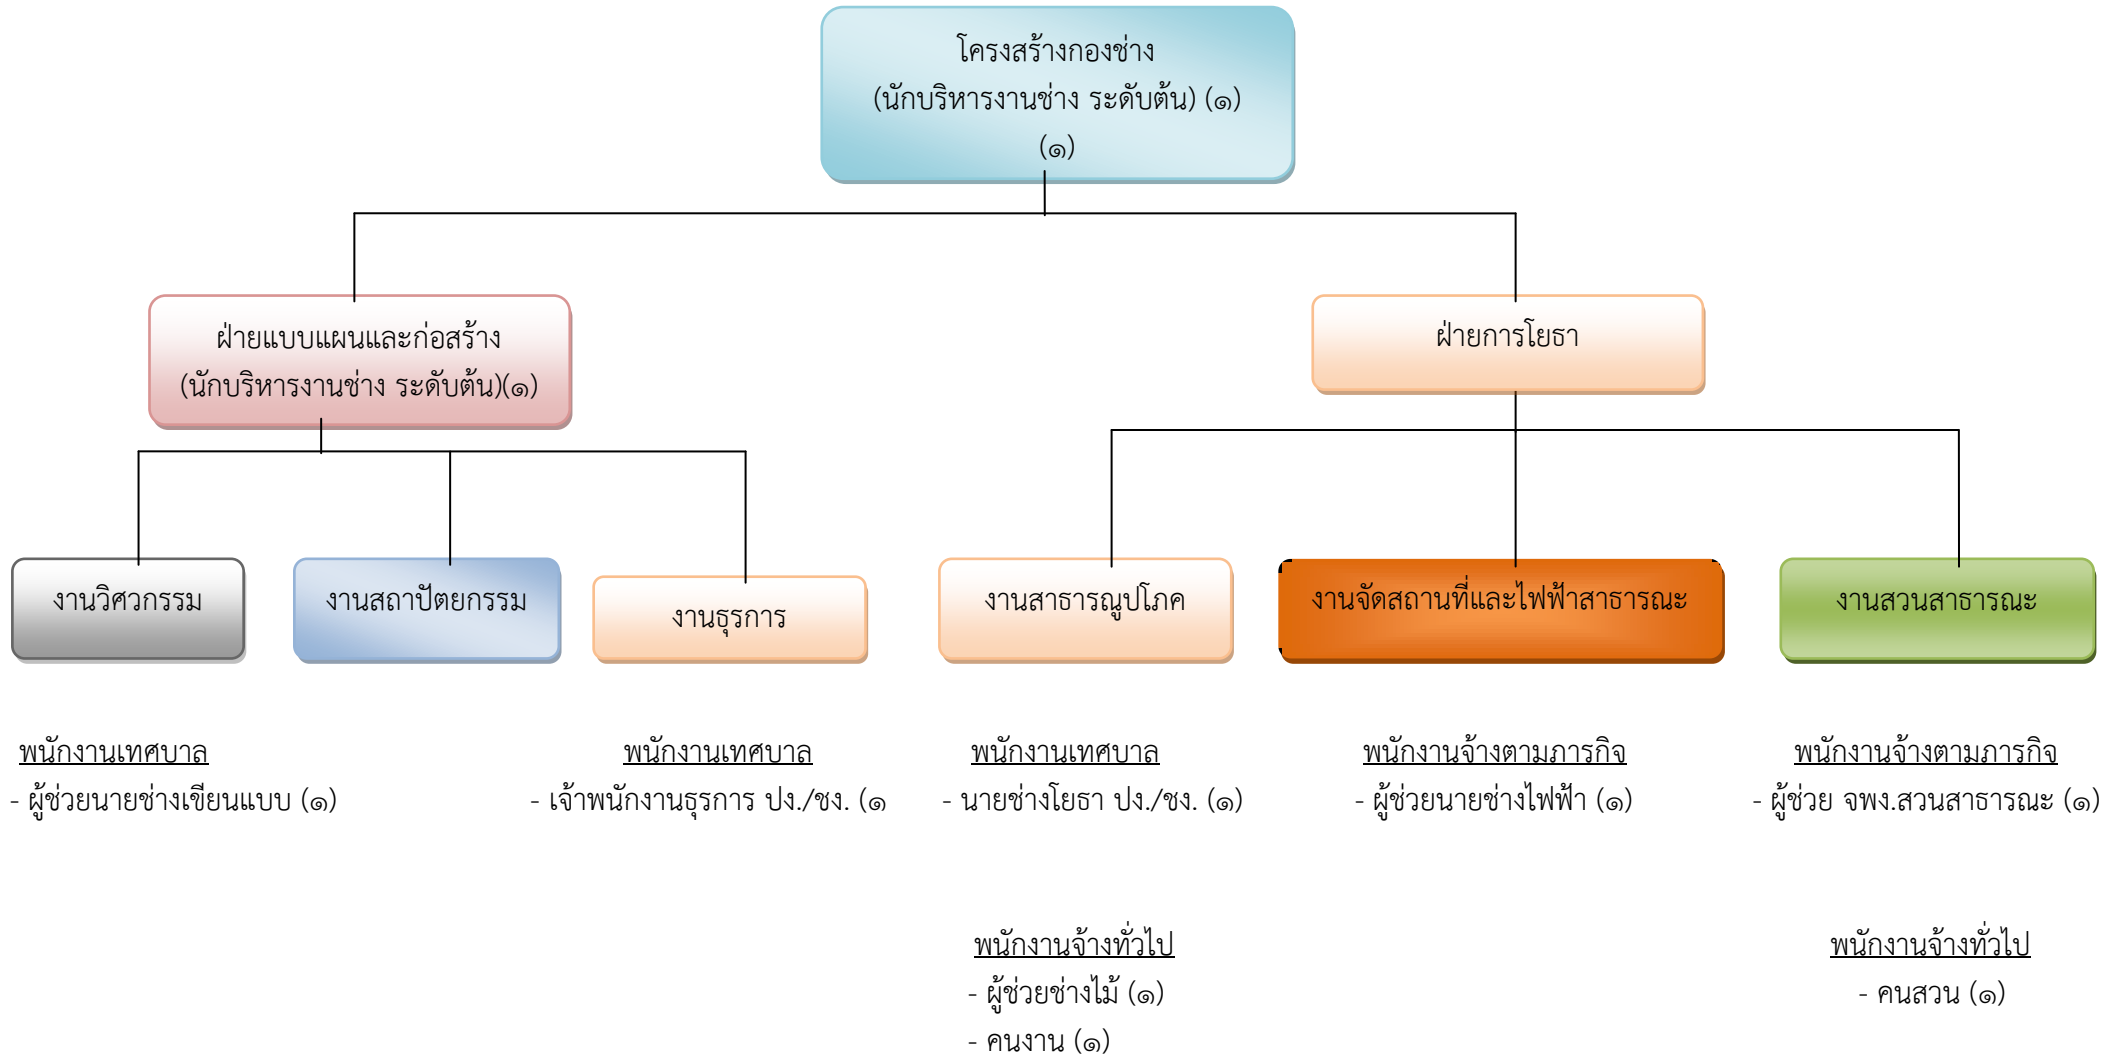 โครงสร้างกองช่าง
(นักบริหารงานช่าง ระดับต้น) (๑)
(๑)
ฝ่ายแบบแผนและก่อสร้าง
(นักบริหารงานช่าง ระดับต้น)(๑)
ฝ่ายการโยธา
งานวิศวกรรม
งานสถาปัตยกรรม
งานธุรการ
งานสาธารณูปโภค
งานจัดสถานที่และไฟฟ้าสาธารณะ
งานสวนสาธารณะ
พนักงานเทศบาล
- ผู้ช่วยนายช่างเขียนแบบ (๑)
พนักงานเทศบาล
- เจ้าพนักงานธุรการ ปง./ชง. (๑
พนักงานเทศบาล
- นายช่างโยธา ปง./ชง. (๑)
พนักงานจ้างทั่วไป
- ผู้ช่วยช่างไม้ (๑)
- คนงาน (๑)
พนักงานจ้างตามภารกิจ
- ผู้ช่วยนายช่างไฟฟ้า (๑)
พนักงานจ้างตามภารกิจ
- ผู้ช่วย จพง.สวนสาธารณะ (๑)
พนักงานจ้างทั่วไป
- คนสวน (๑)